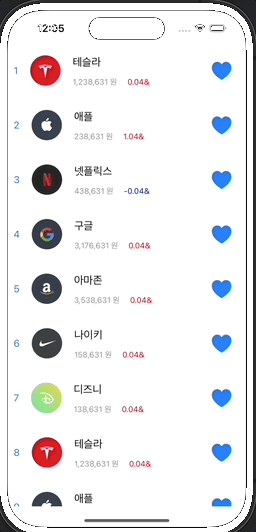 12:05
1 테슬라
1,238,631 원 0.04&
2 애플
238,631 원 1.04&
3 넷플릭스
438,631 원 -0.04&
4 구글
3,176,631 원 0.04&
5 아마존
3,538,631 원 0.04&
6 나이키
158,631 원 0.04&
7 디즈니
138,631 원 0.04&
8 테슬라
1,238,631 원 0.04&
애플